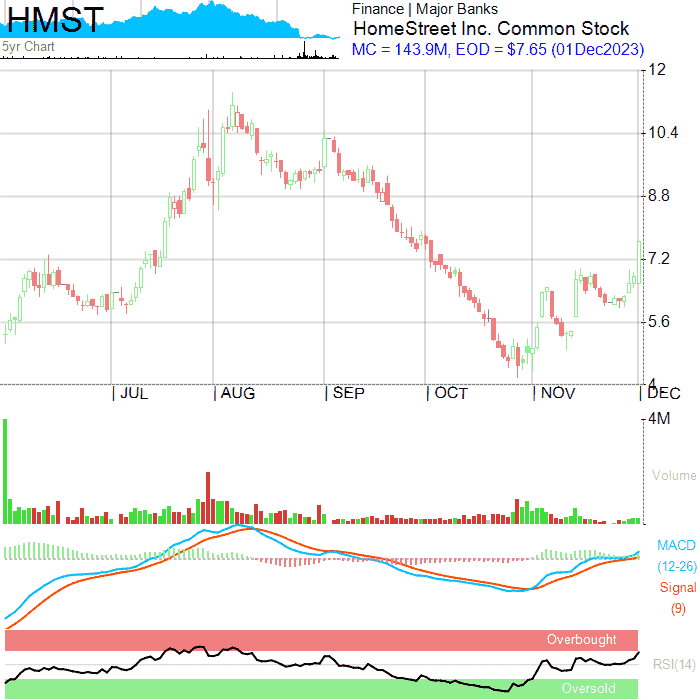 HMST
5yr Chart
Finance | Major Banks
HomeStreet Inc. Common Stock
MC = 143.9M, EOD = $7.65 (01Dec2023)
12
10.4
8.8
7.2
5.6
4
JUL AUG SEP OCT NOV DEC
4M
Volume
MACD
(12-26)
Signal
(9)
Overbought
RSI(14)
Oversold